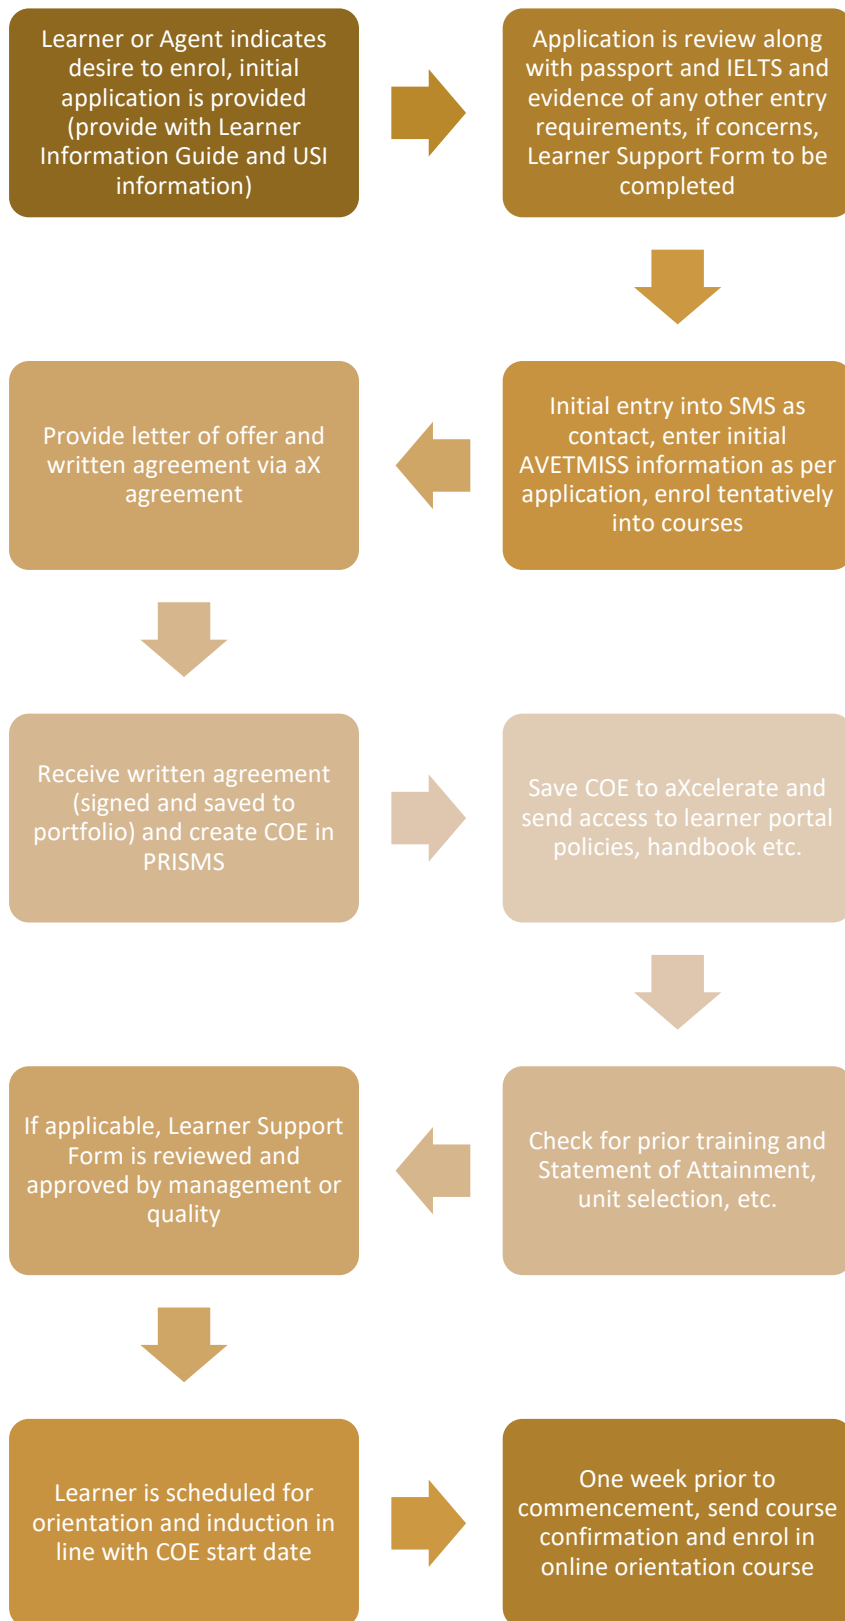 Learner or Agent indicates
desire to enrol, initial
application is provided
(provide with Learner
Information Guide and USI
information)
Application is review along
with passport and IELTS and
evidence of any other entry
requirements, if concerns,
Learner Support Form to be
completed
Initial entry into SMS as
contact, enter initial
AVETMISS information as per
application, enrol tentatively
into courses
Provide letter of offer and
written agreement via aX
agreement
Receive written agreement
(signed and saved to
portfolio) and create COE in
PRISMS
Save COE to aXcelerate and
send access to learner portal
policies, handbook etc.
Check for prior training and
Statement of Attainment,
unit selection, etc.
If applicable, Learner Support
Form is reviewed and
approved by management or
quality
Learner is scheduled for
orientation and induction in
line with COE start date
One week prior to
commencement, send course
confirmation and enrol in
online orientation course